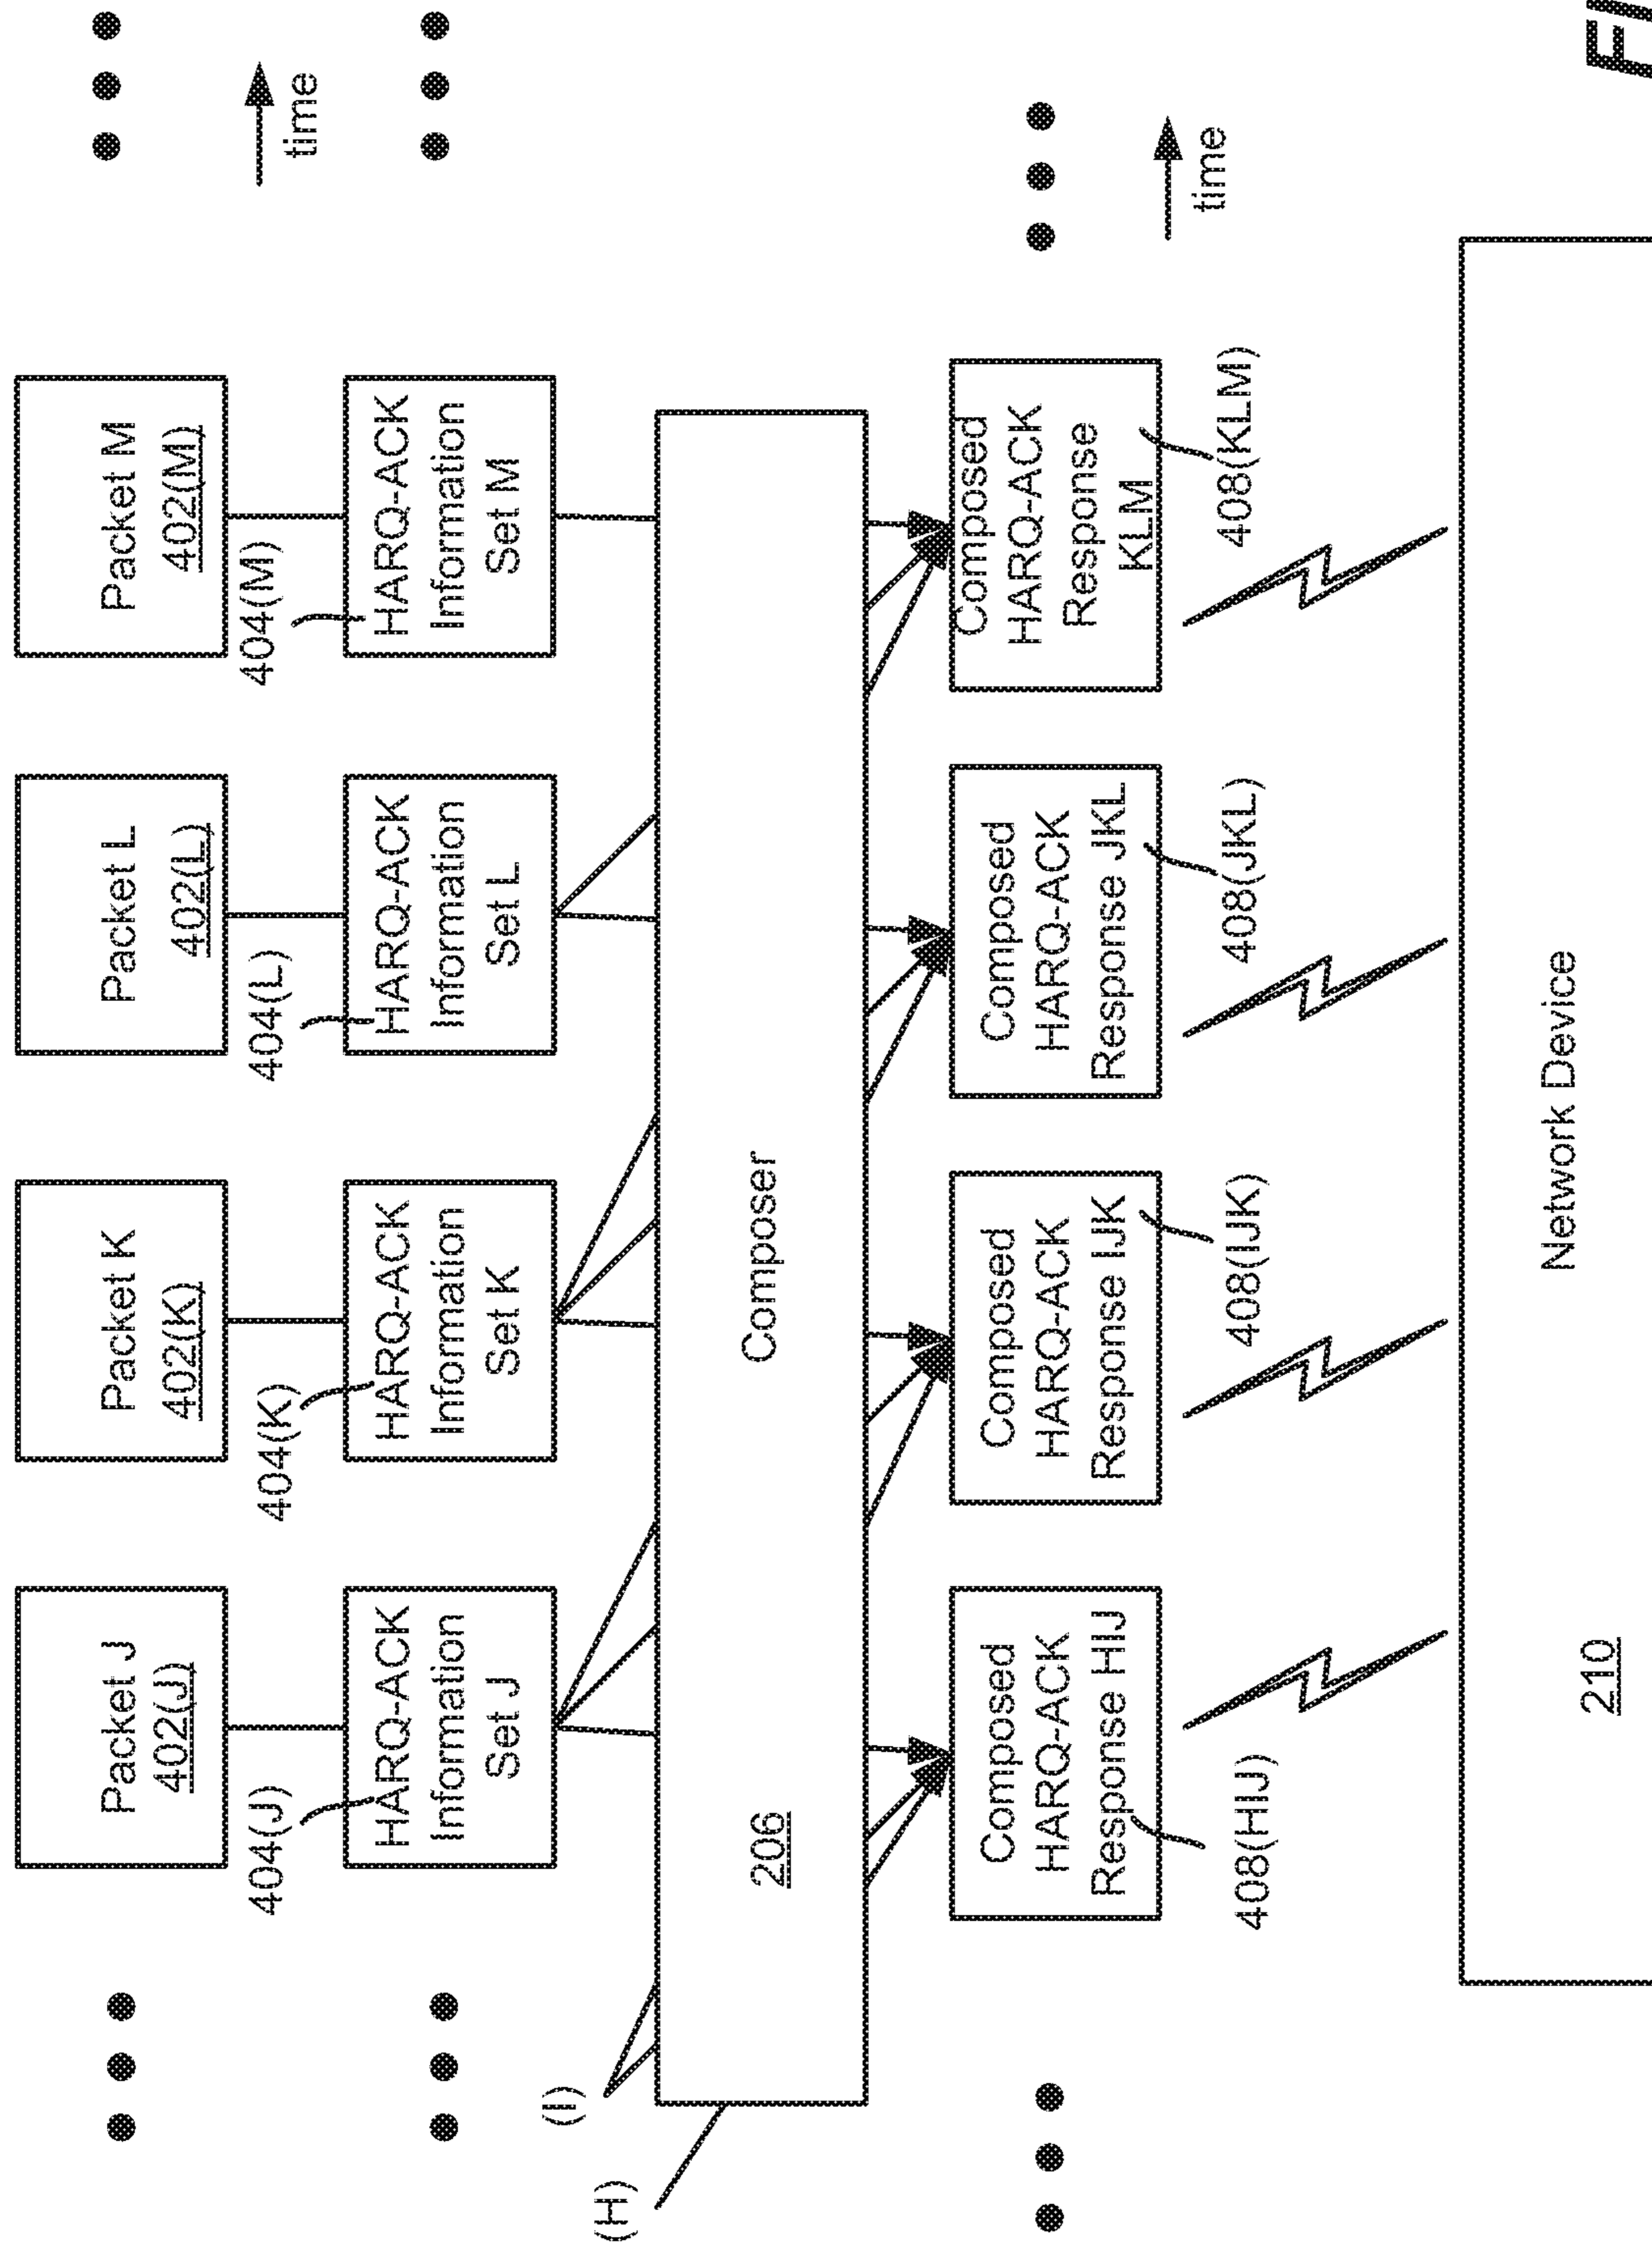 Packet J
402(J)
Packet K
402(K)
Packet L
402(L)
Packet M
402(M)
time
404(J)
404(K)
404(L)
404(M)
HARQ-ACK
Information
Set J
HARQ-ACK
Information
Set K
HARQ-ACK
Information
Set L
HARQ-ACK
Information
Set M
(I)
(H)
206
Composer
Composed
HARQ-ACK
Response HIJ
Composed
HARQ-ACK
Response IJK
Composed
HARQ-ACK
Response JKL
Composed
HARQ-ACK
Response
KLM
time
408(HIJ)
408(IJK)
408(JKL)
408(KLM)
Network Device
210